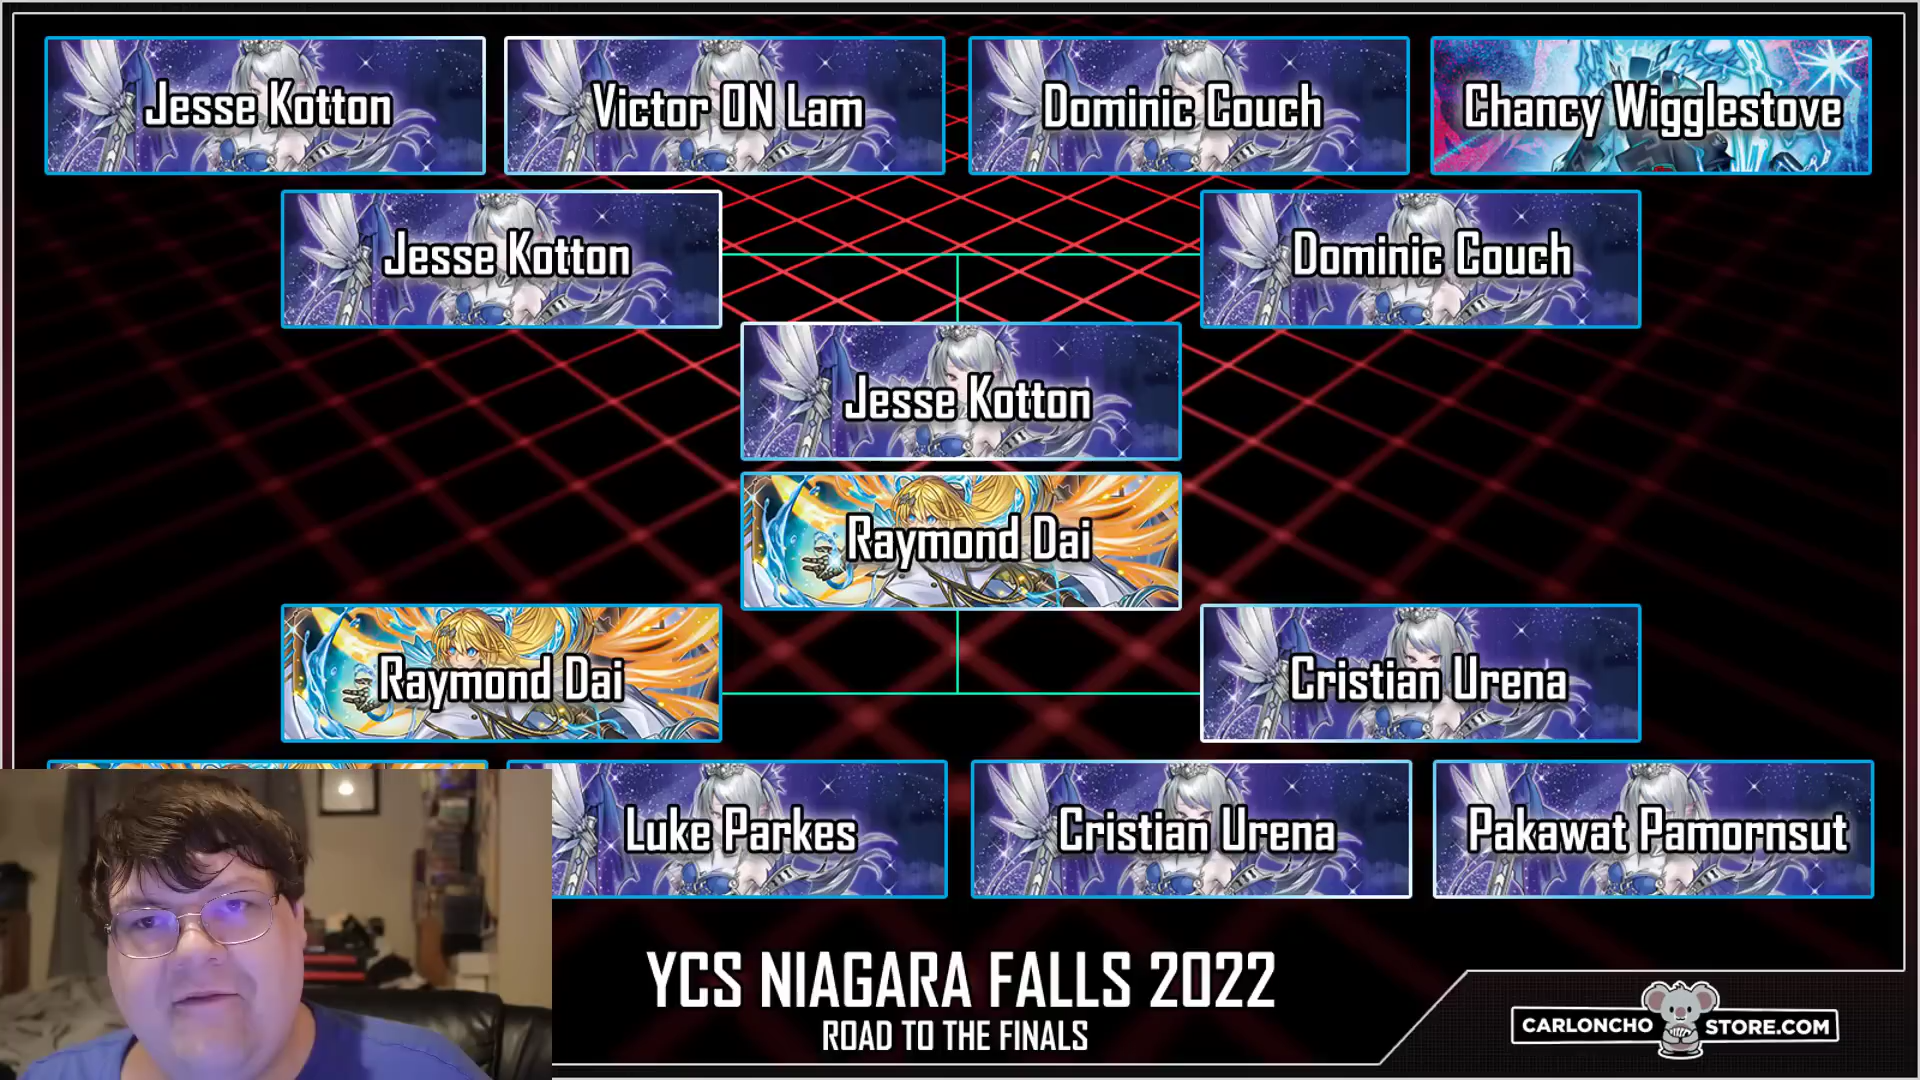 Jesse Kotton
Victor ON Lam
Dominic Couch
Chancy Wigglestove
Jesse Kotton
Dominic Couch
Jesse Kotton
Raymond Dai
Raymond Dai
Cristian Urena
Luke Parkes
Cristian Urena
Pakawat Pamornsut
YCS NIAGARA FALLS 2022
ROAD TO THE FINALS
CARLONCHO STORE.COM